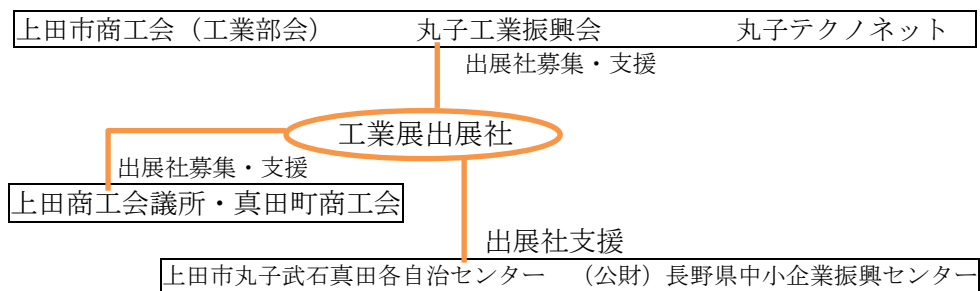 上田市商工会（工業部会）　　　丸子工業振興会　　　　丸子テクノネット
出展社募集・支援
工業展出展社
出展社募集・支援
上田商工会議所・真田町商工会
出展社支援
上田市丸子武石真田各自治センター　（公財）長野県中小企業振興センター